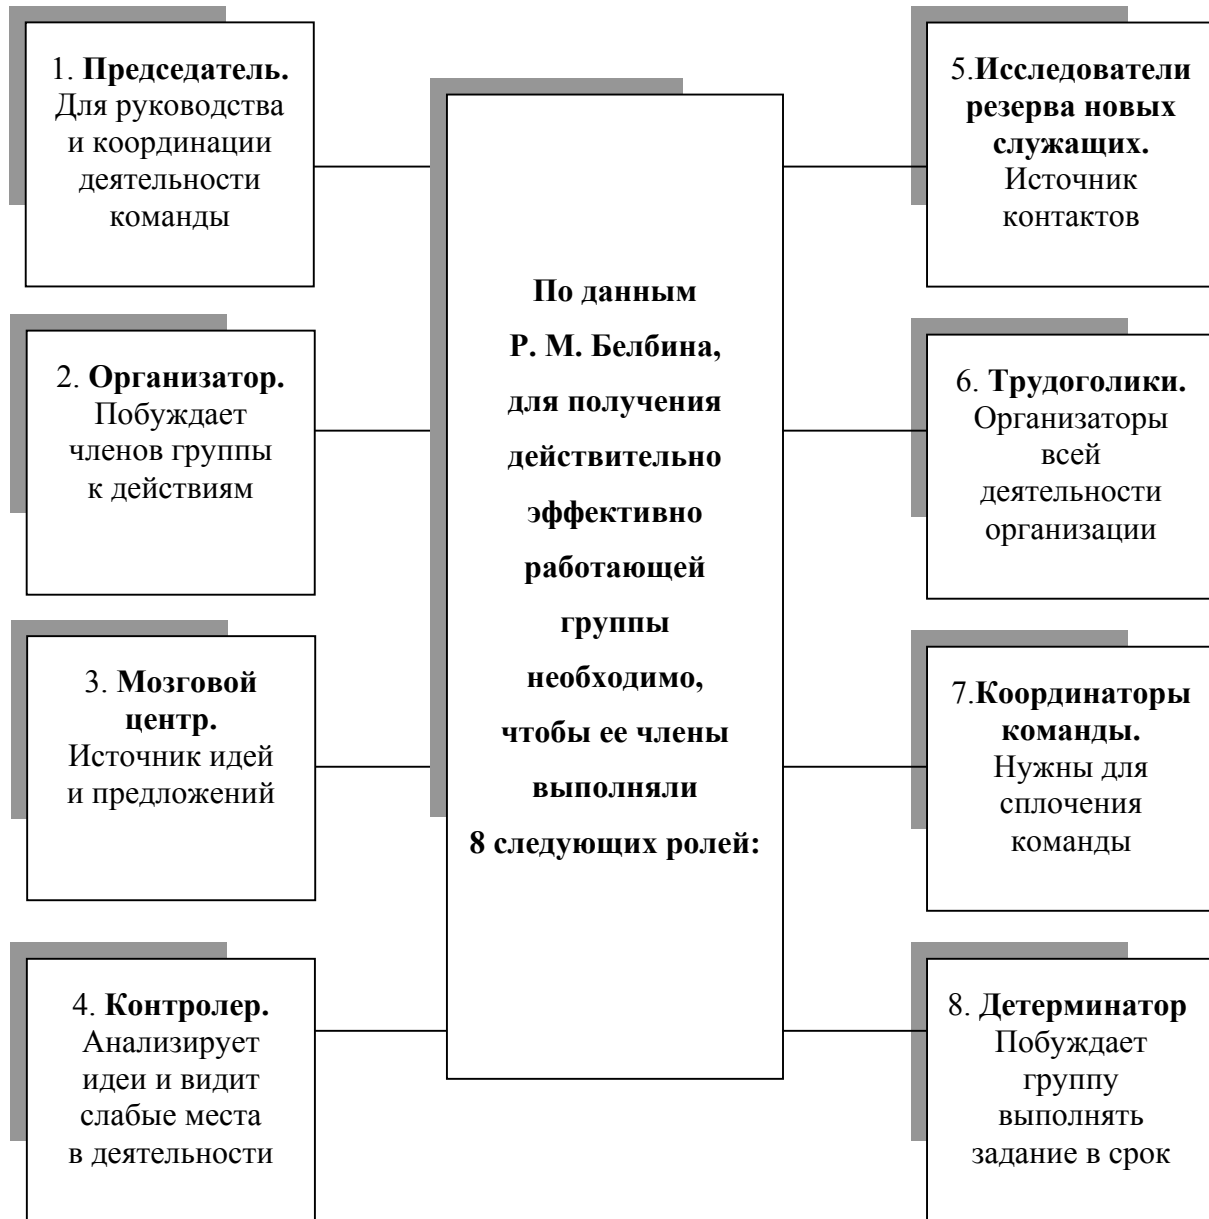 1. Председатель.
Для руководства
и координации
деятельности
команды
2. Организатор.
Побуждает
членов группы
к действиям
3. Мозговой
центр.
Источник идей
и предложений
4. Контролер.
Анализирует
идеи и видит
слабые места
в деятельности
По данным
Р. М. Белбина,
для получения
действительно
эффективно
работающей
группы
необходимо,
чтобы ее члены
выполняли
8 следующих ролей:
5.Исследователи
резерва новых
служащих.
Источник
контактов
6. Трудоголики.
Организаторы
всей
деятельности
организации
7.Координаторы
команды.
Нужны для
сплочения
команды
8. Детерминатор
Побуждает
группу
выполнять
задание в срок